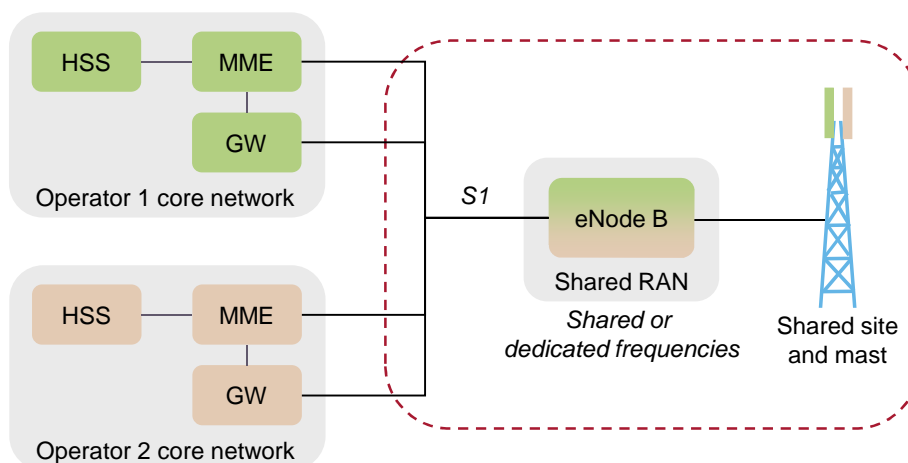 HSS
MME
GW
Operator 1 core network
S1
eNode B
Shared RAN
Shared or
dedicated frequencies
Shared site
and mast
HSS
MME
GW
Operator 2 core network